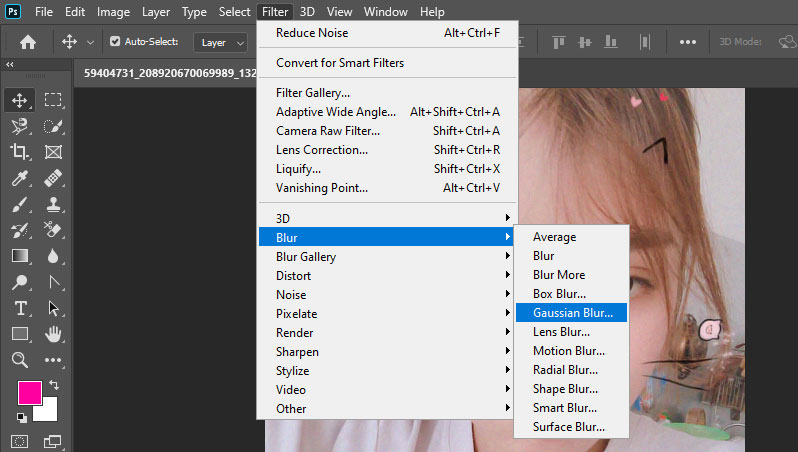 Ps File Edit Image Layer Type Select Filter 3D View Window Help
Auto-Select: Layer 3D Mode:
59404731_208920670069989_132
Reduce Noise Alt+Ctrl+F
Convert for Smart Filters
Filter Gallery...
Adaptive Wide Angle... Alt+Shift+Ctrl+A
Camera Raw Filter... Shift+Ctrl+A
Lens Correction... Shift+Ctrl+R
Liquify... Shift+Ctrl+X
Vanishing Point... Alt+Ctrl+V
3D
Blur
Blur Gallery
Distort
Noise
Pixelate
Render
Sharpen
Stylize
Video
Other
Average
Blur
Blur More
Box Blur...
Gaussian Blur...
Lens Blur...
Motion Blur...
Radial Blur...
Shape Blur...
Smart Blur...
Surface Blur...